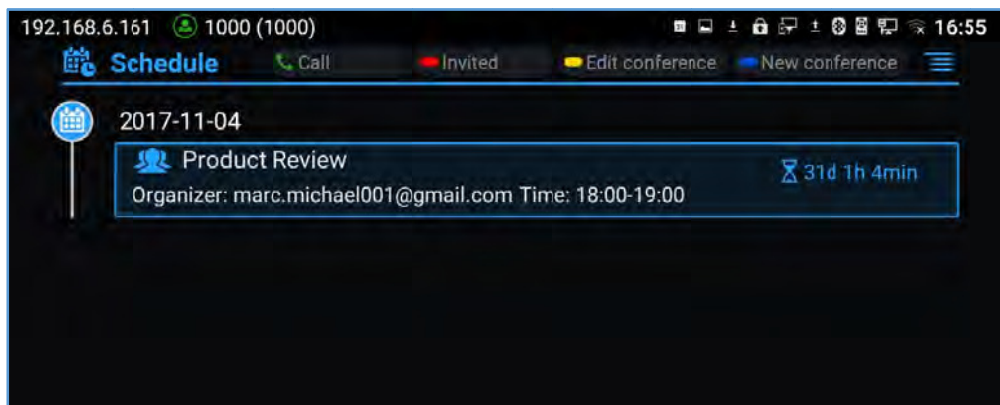 192.168.6.161 1000 (1000) 16:55
Schedule Call Invited Edit conference New conference
2017-11-04
Product Review
31d 1h 4min
Organizer: marc.michael001@gmail.com Time: 18:00-19:00